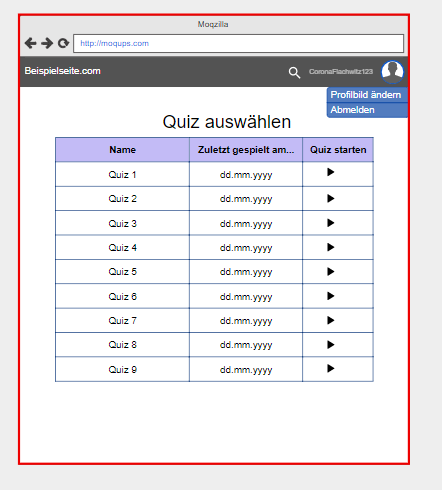 Moqzilla
http://moqups.com
Beispielseite.com
CoronaFlachwitz123
Profilbild ändern
Abmelden
Quiz auswählen
Name Zuletzt gespielt am... Quiz starten
Quiz 1 dd.mm.yyyy
Quiz 2 dd.mm.yyyy
Quiz 3 dd.mm.yyyy
Quiz 4 dd.mm.yyyy
Quiz 5 dd.mm.yyyy
Quiz 6 dd.mm.yyyy
Quiz 7 dd.mm.yyyy
Quiz 8 dd.mm.yyyy
Quiz 9 dd.mm.yyyy